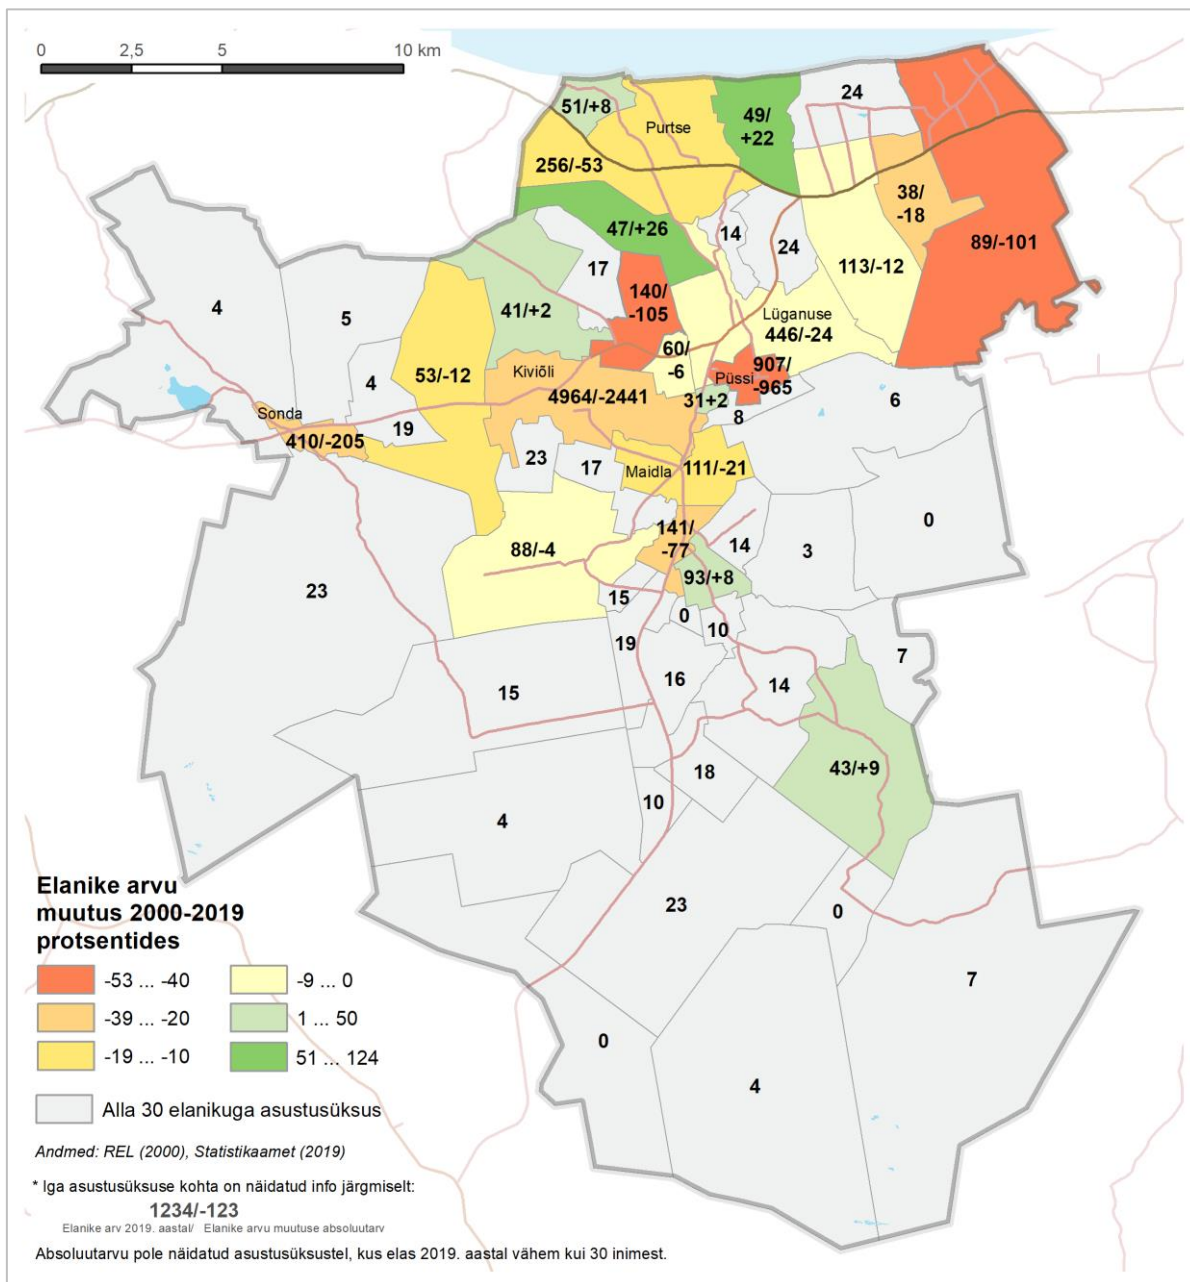 0 2,5 5 10 km
24
51/+8
49/
+22
Purtse
256/-53
38/
-18
47/+26
14
24
89/-101
113/-12
17
4
140/
-105
5
41/+2
Lüganuse
446/-24
60/
-6
Kiviõli
907/
-965
Püssi
53/-12
4
4964/-2441
31+2
6
8
Sonda
19
410/-205
23
17
Maidla
111/-21
0
141/
-77
14
3
88/-4
93/+8
23
15
0
10
19
7
16
14
15
18
43/+9
10
4
23
0
7
0
4
Elanike arvu
muutus 2000-2019
protsentides
-53 ... -40
-9 ... 0
-39 ... -20
1 ... 50
-19 ... -10
51 ... 124
Alla 30 elanikuga asustusüksus
Andmed: REL (2000), Statistikaamet (2019)
* Iga asustusüksuse kohta on näidatud info järgmiselt:
1234/-123
Elanike arv 2019. aastal/ Elanike arvu muutuse absoluutarv
Absoluutarvu pole näidatud asustusüksustel, kus elas 2019. aastal vähem kui 30 inimest.